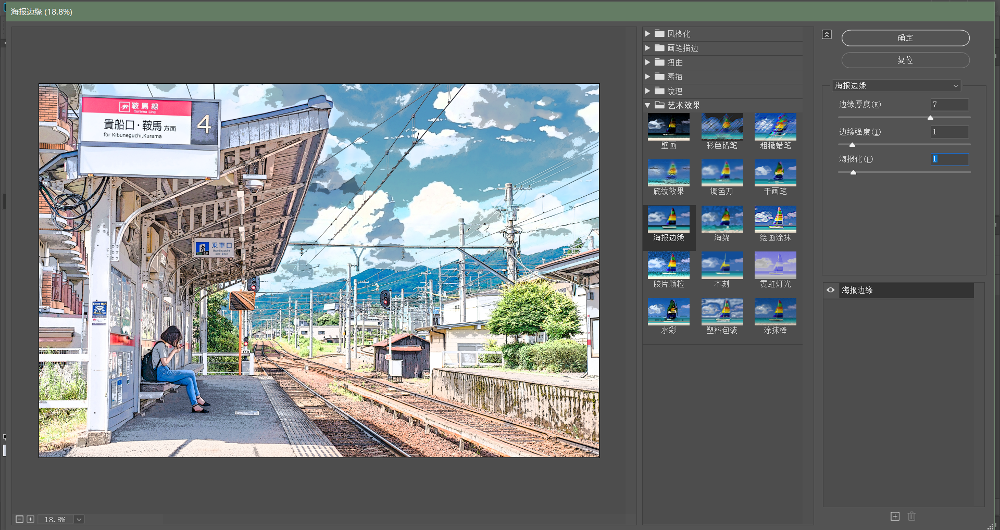 海报边缘 (18.8%)
鞍馬線
Kurama Line
貴船口・鞍馬 方面
for Kibuneguchi,Kurama
4
乗車口
Boarding point
18.8%
风格化
画笔描边
扭曲
素描
纹理
艺术效果
壁画
彩色铅笔
粗糙蜡笔
底纹效果
调色刀
干画笔
海报边缘
海绵
绘画涂抹
胶片颗粒
木刻
霓虹灯光
水彩
塑料包装
涂抹棒
确定
复位
海报边缘
边缘厚度(E)
7
边缘强度(I)
1
海报化(P)
1
海报边缘